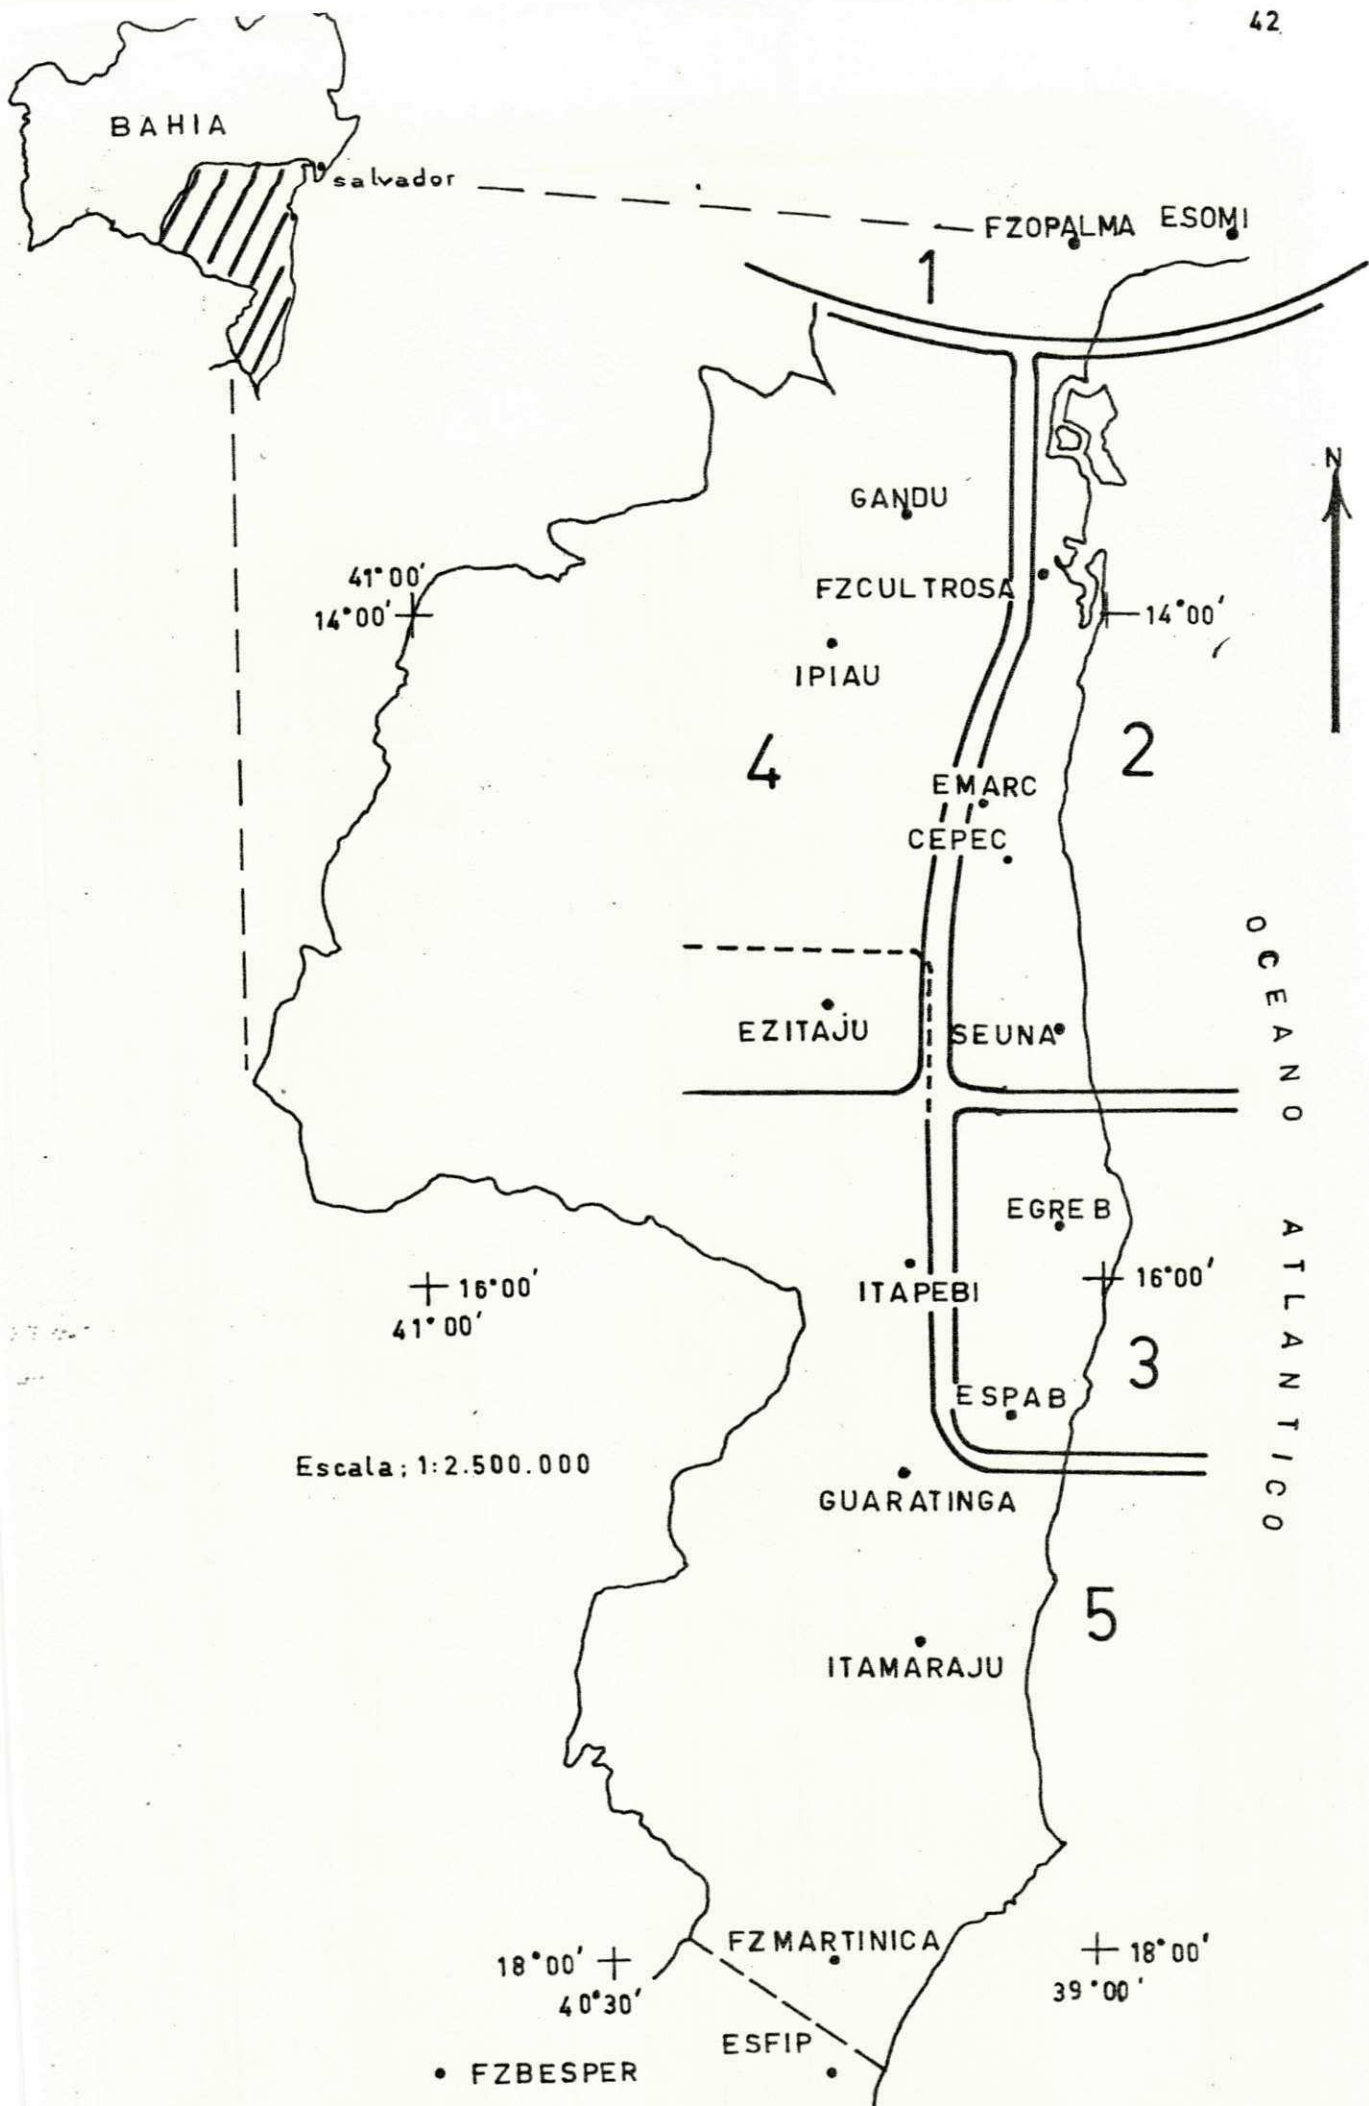 42
BAHIA
salvador
FZOPALMA
ESOMI
1
N
GANDU
41°00'
FZCULTROSA
14°00'
14°00'
IPIAU
2
4
EMARC
CEPEC
OCEANO ATLANTICO
EZITAJU
SEUNA
EGREB
16°00'
16°00'
ITAPEBI
41°00'
3
ESPAB
Escala; 1:2.500.000
GUARATINGA
5
ITAMARAJU
FZMARTINICA
18°00'
18°00'
40°30'
39°00'
ESFIP
FZBESPER